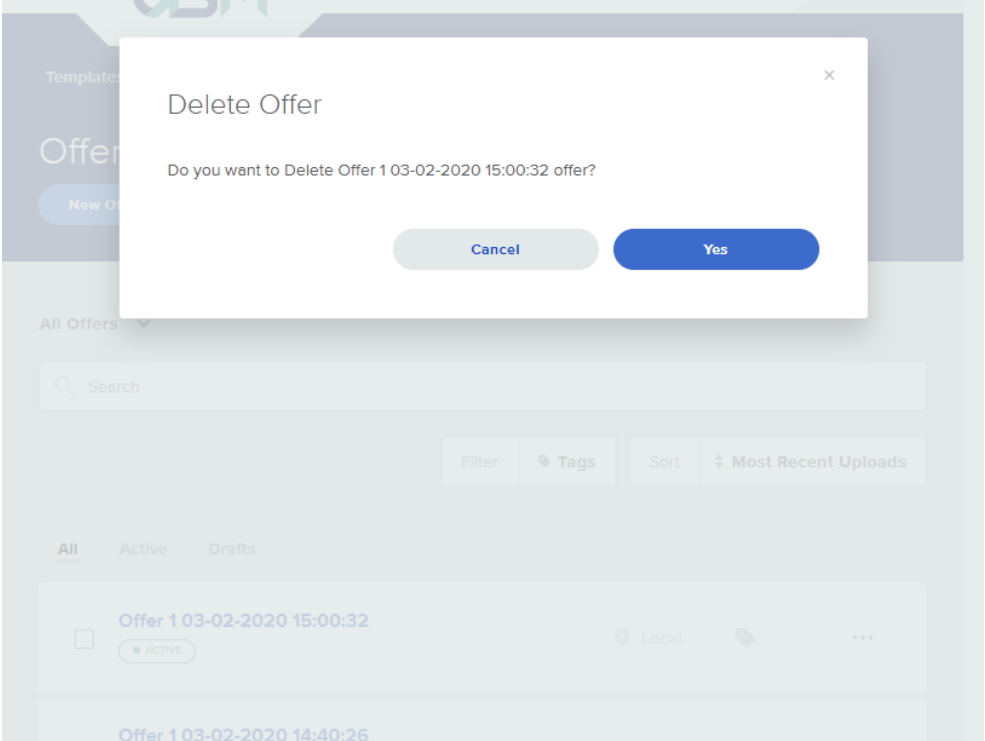 Templates
Delete Offer
Offer
Do you want to Delete Offer 1 03-02-2020 15:00:32 offer?
Cancel
Yes
All Offers
Search
Filter
Tags
Sort
Most Recent Uploads
All
Active
Drafts
Offer 1 03-02-2020 15:00:32
ACTIVE
Local
Offer 1 03-02-2020 14:40:26